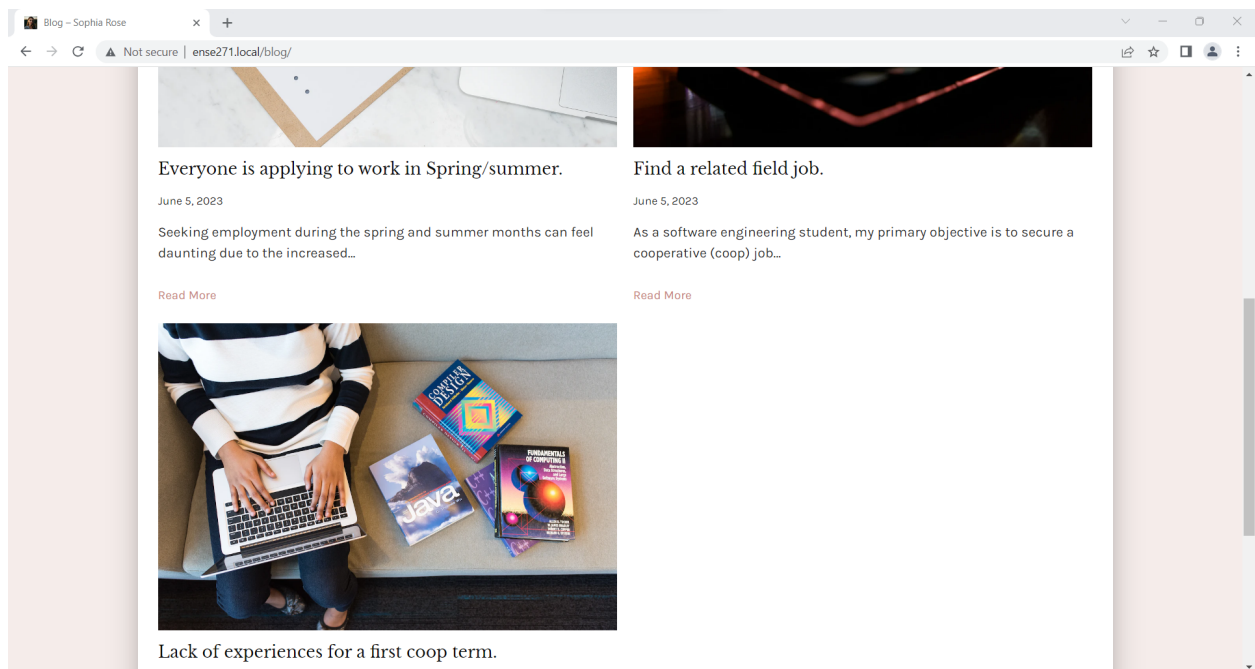 Blog – Sophia Rose
Not secure
ense271.local/blog/
Everyone is applying to work in Spring/summer.
June 5, 2023
Seeking employment during the spring and summer months can feel
daunting due to the increased...
Read More
Find a related field job.
June 5, 2023
As a software engineering student, my primary objective is to secure a
cooperative (coop) job...
Read More
COMPILER
DESIGN
Java
C++
FUNDAMENTALS
OF COMPUTING II
Lack of experiences for a first coop term.